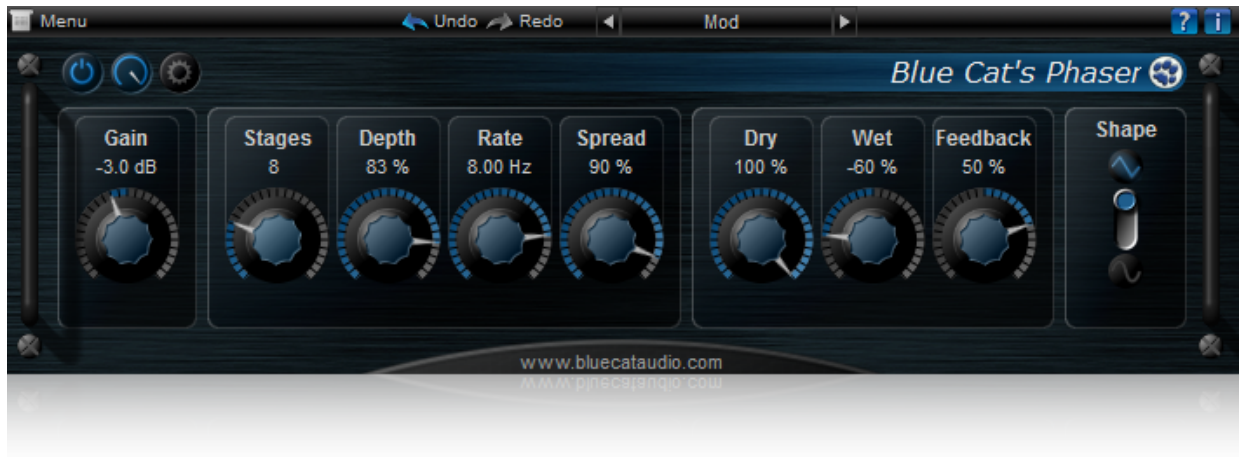 Menu Undo Redo Mod ? i
Blue Cat's Phaser
Gain Stages Depth Rate Spread Dry Wet Feedback Shape
-3.0 dB 8 83 % 8.00 Hz 90 % 100 % -60 % 50 %
www.bluecataudio.com